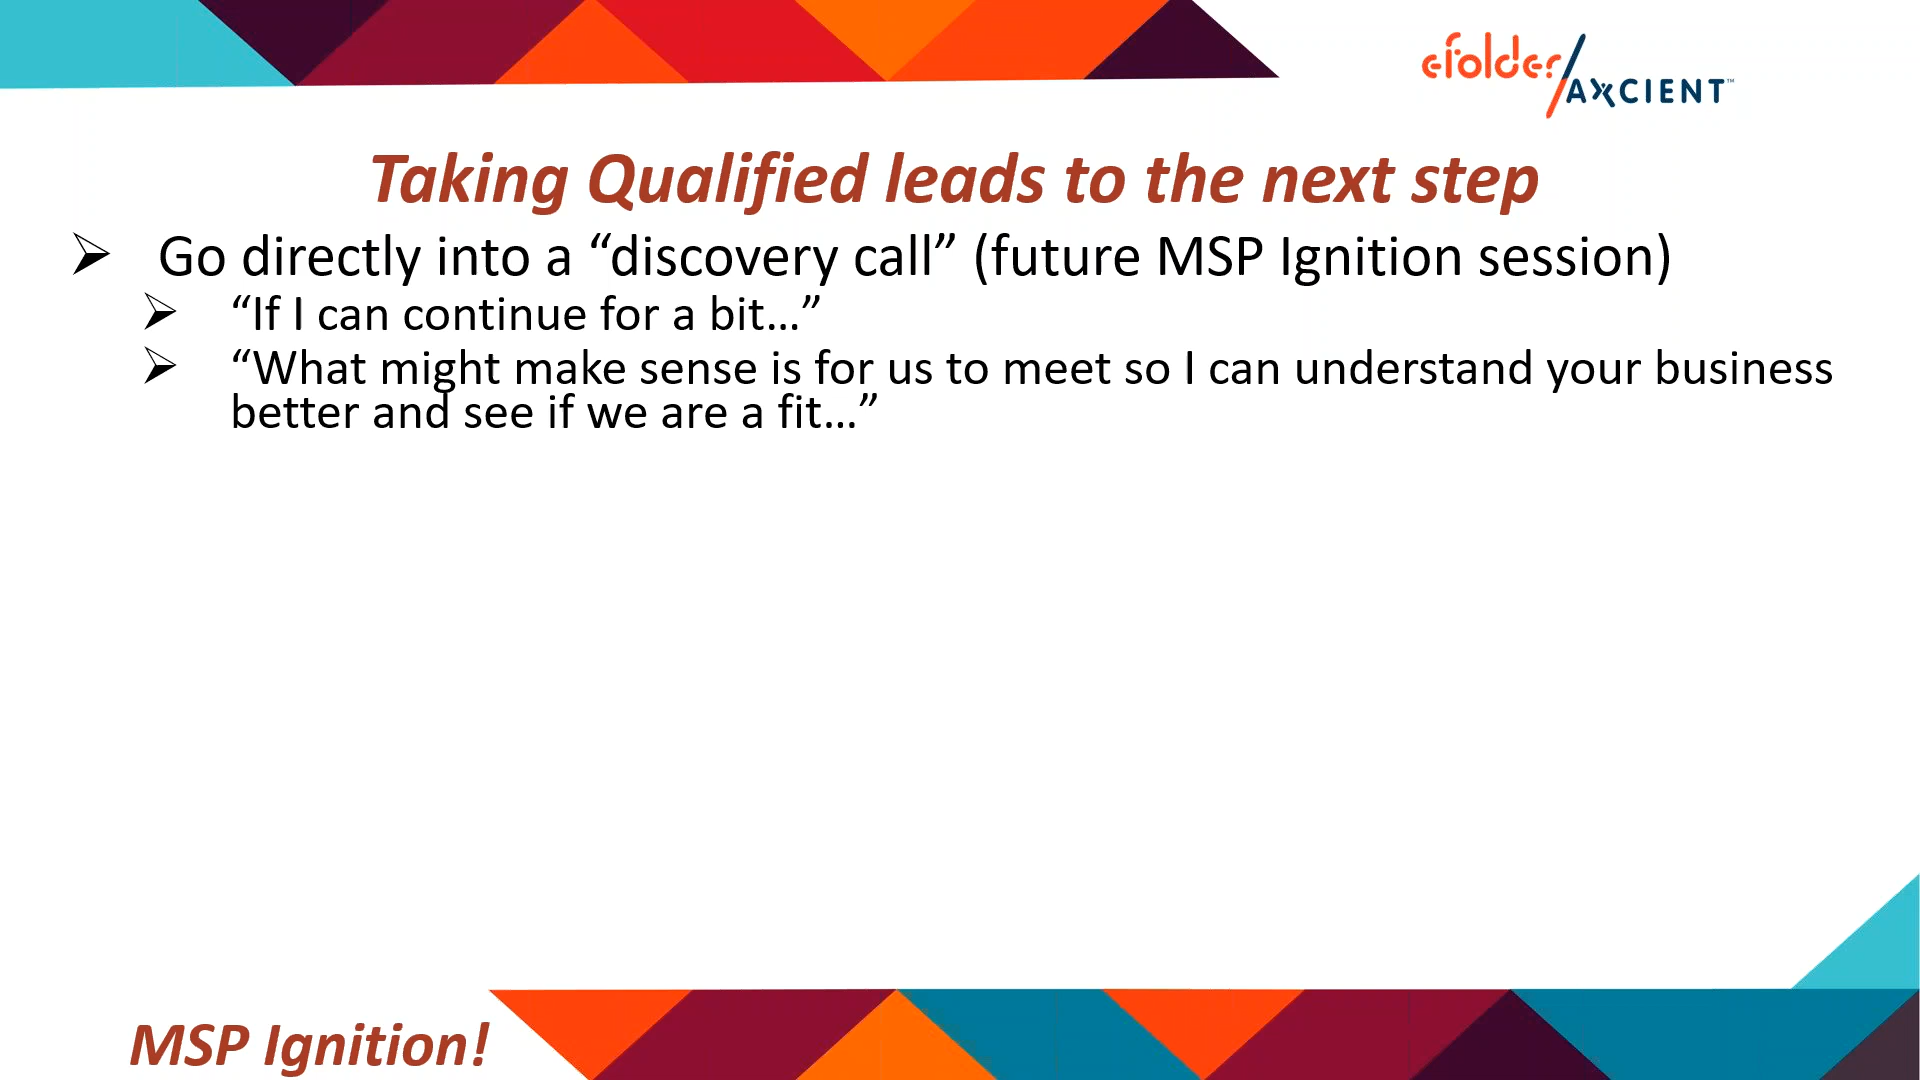 efolder
AXCIENT™
Taking Qualified leads to the next step
➢ Go directly into a “discovery call” (future MSP Ignition session)
➢ “If I can continue for a bit…”
➢ “What might make sense is for us to meet so I can understand your business
better and see if we are a fit…”
MSP Ignition!